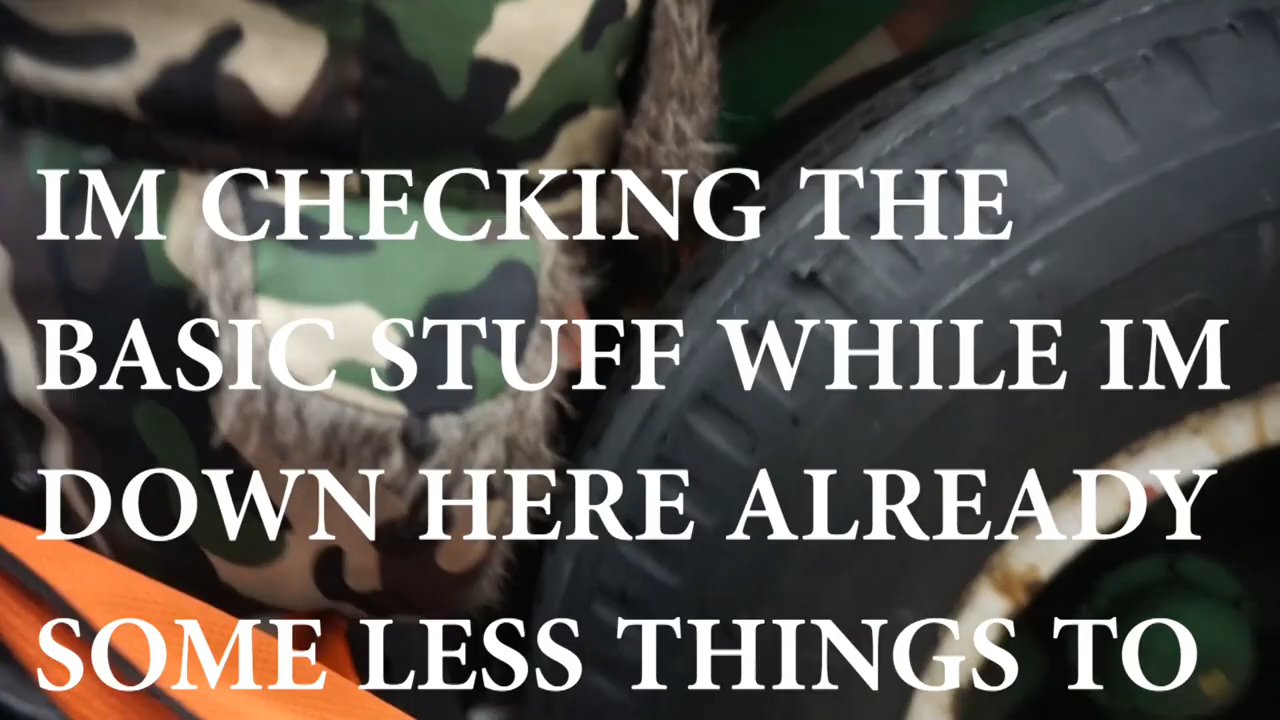 IM CHECKING THE
BASIC STUFF WHILE IM
DOWN HERE ALREADY
SOME LESS THINGS TO